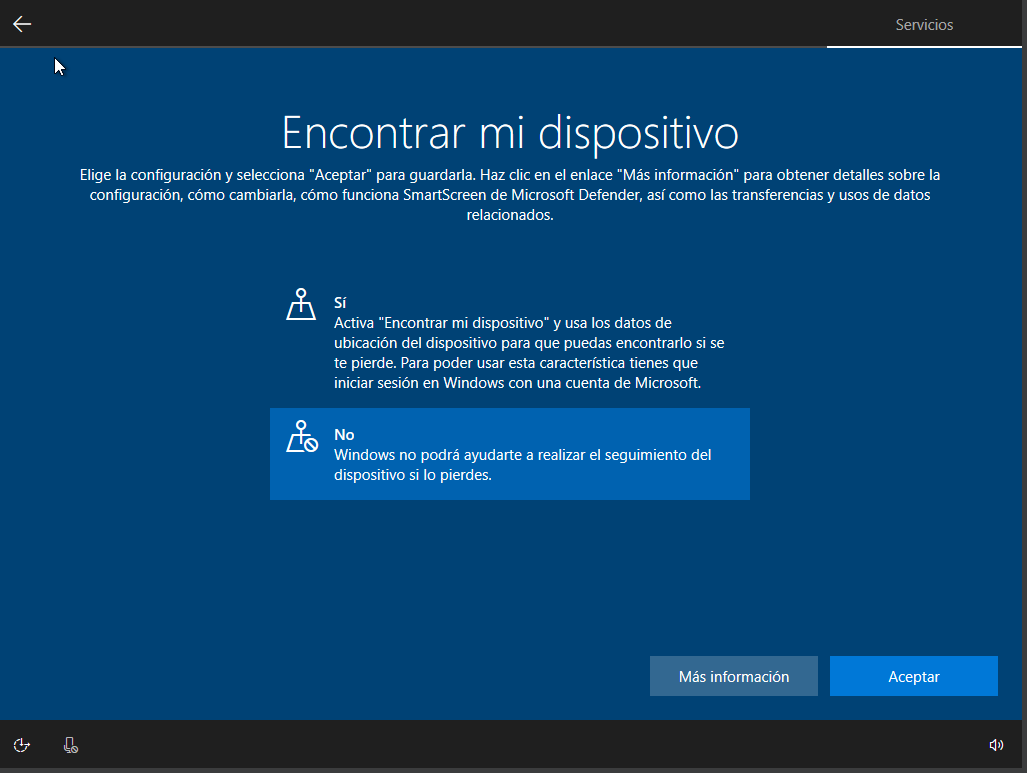 Servicios
Encontrar mi dispositivo
Elige la configuración y selecciona "Aceptar" para guardarla. Haz clic en el enlace "Más información" para obtener detalles sobre la
configuración, cómo cambiarla, cómo funciona SmartScreen de Microsoft Defender, así como las transferencias y usos de datos
relacionados.
Sí
Activa "Encontrar mi dispositivo" y usa los datos de
ubicación del dispositivo para que puedas encontrarlo si se
te pierde. Para poder usar esta característica tienes que
iniciar sesión en Windows con una cuenta de Microsoft.
No
Windows no podrá ayudarte a realizar el seguimiento del
dispositivo si lo pierdes.
Más información
Aceptar